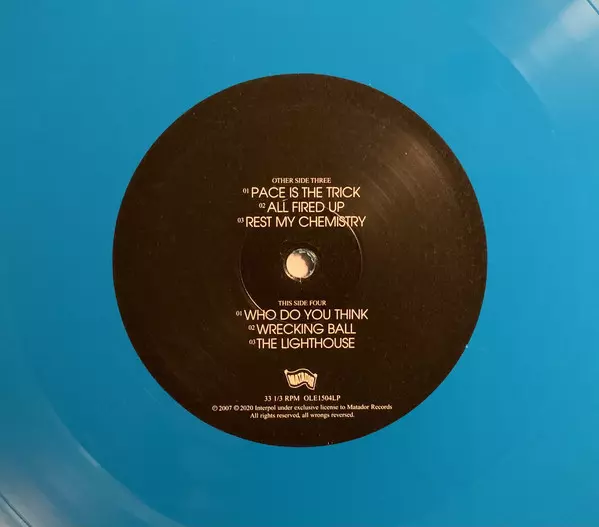 OTHER SIDE THREE
01 PACE IS THE TRICK
02 ALL FIRED UP
03 REST MY CHEMISTRY
THIS SIDE FOUR
01 WHO DO YOU THINK
02 WRECKING BALL
03 THE LIGHTHOUSE
MATADOR
33 1/3 RPM OLE1504LP
℗ 2007 © 2020 Interpol under exclusive license to Matador Records
All rights reserved, all wrongs reversed.